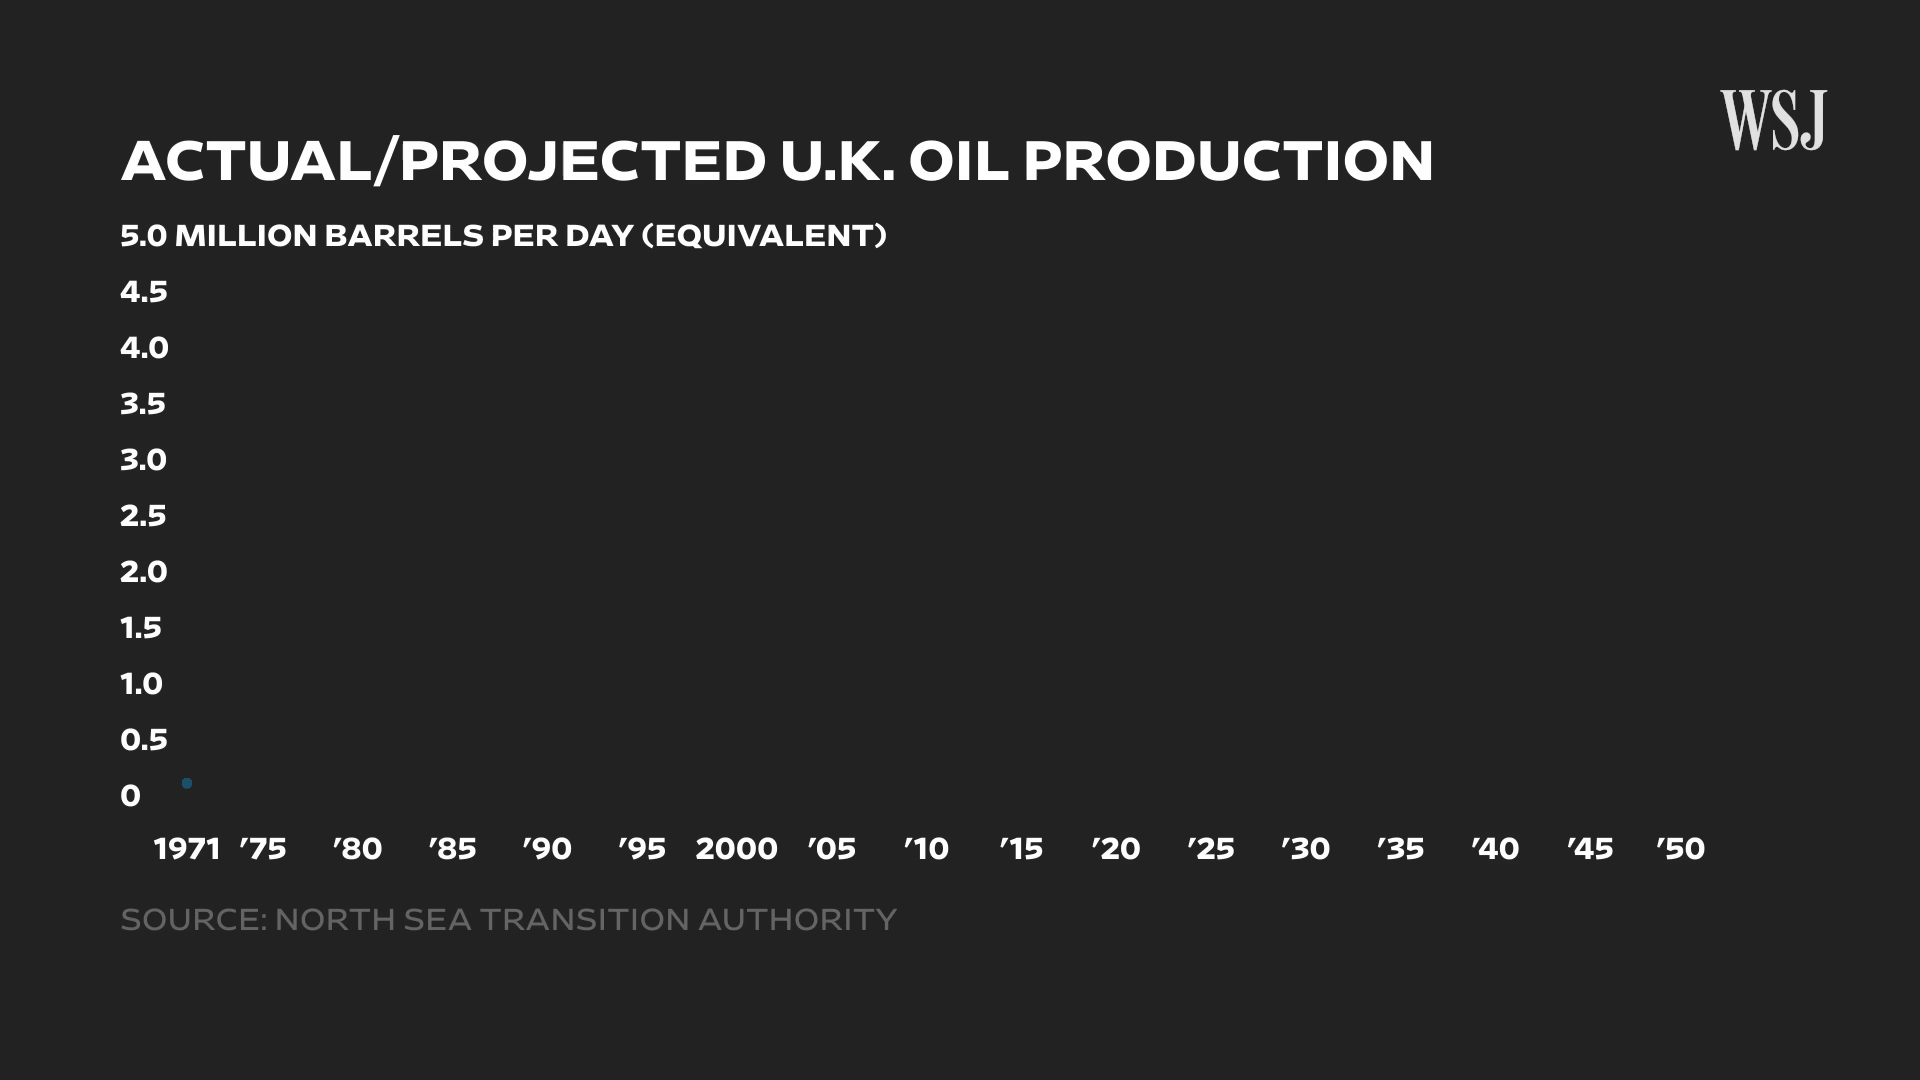 WSJ
ACTUAL/PROJECTED U.K. OIL PRODUCTION
5.0 MILLION BARRELS PER DAY (EQUIVALENT)
4.5
4.0
3.5
3.0
2.5
2.0
1.5
1.0
0.5
0
1971 ’75 ’80 ’85 ’90 ’95 2000 ’05 ’10 ’15 ’20 ’25 ’30 ’35 ’40 ’45 ’50
SOURCE: NORTH SEA TRANSITION AUTHORITY